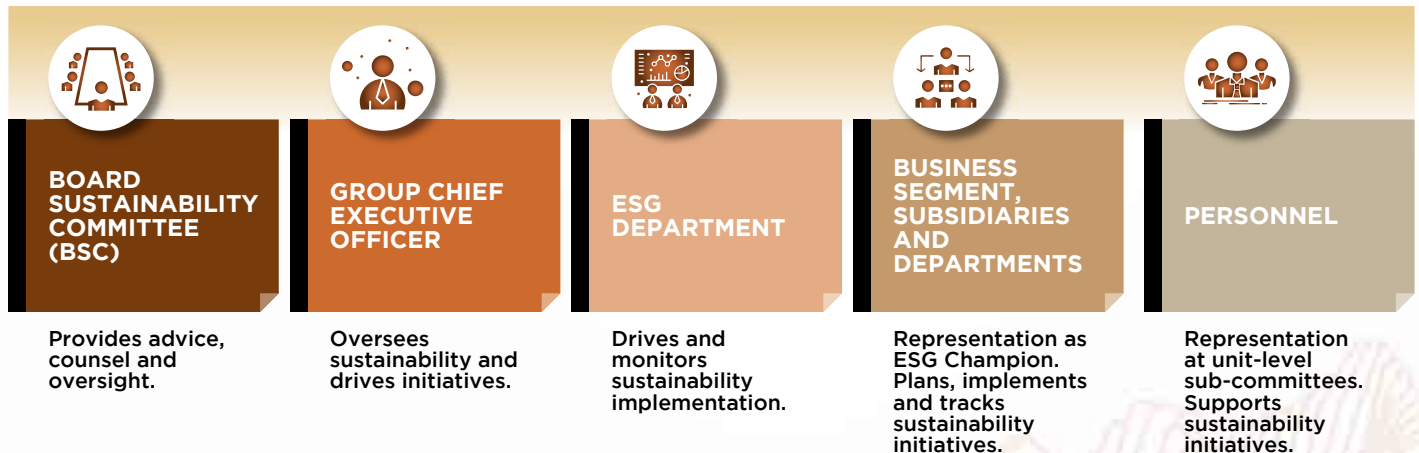 BOARD
SUSTAINABILITY
COMMITTEE
(BSC)
Provides advice,
counsel and
oversight.
GROUP CHIEF
EXECUTIVE
OFFICER
Oversees
sustainability and
drives initiatives.
ESG
DEPARTMENT
Drives and
monitors
sustainability
implementation.
BUSINESS
SEGMENT,
SUBSIDIARIES
AND
DEPARTMENTS
Representation as
ESG Champion.
Plans, implements
and tracks
sustainability
initiatives.
PERSONNEL
Representation
at unit-level
sub-committees.
Supports
sustainability
initiatives.